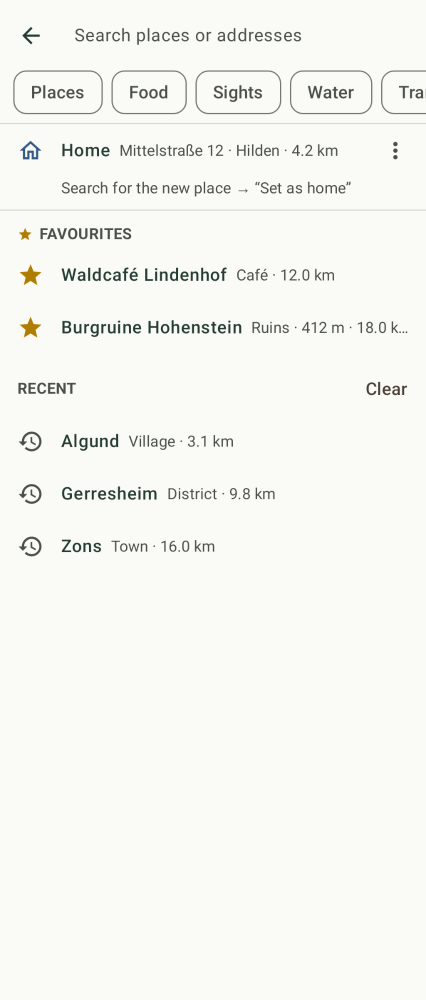 Search places or addresses
Places Food Sights Water Tra
Home Mittelstraße 12 · Hilden · 4.2 km
Search for the new place → “Set as home”
FAVOURITES
Waldcafé Lindenhof Café · 12.0 km
Burgruine Hohenstein Ruins · 412 m · 18.0 k…
RECENT Clear
Algund Village · 3.1 km
Gerresheim District · 9.8 km
Zons Town · 16.0 km